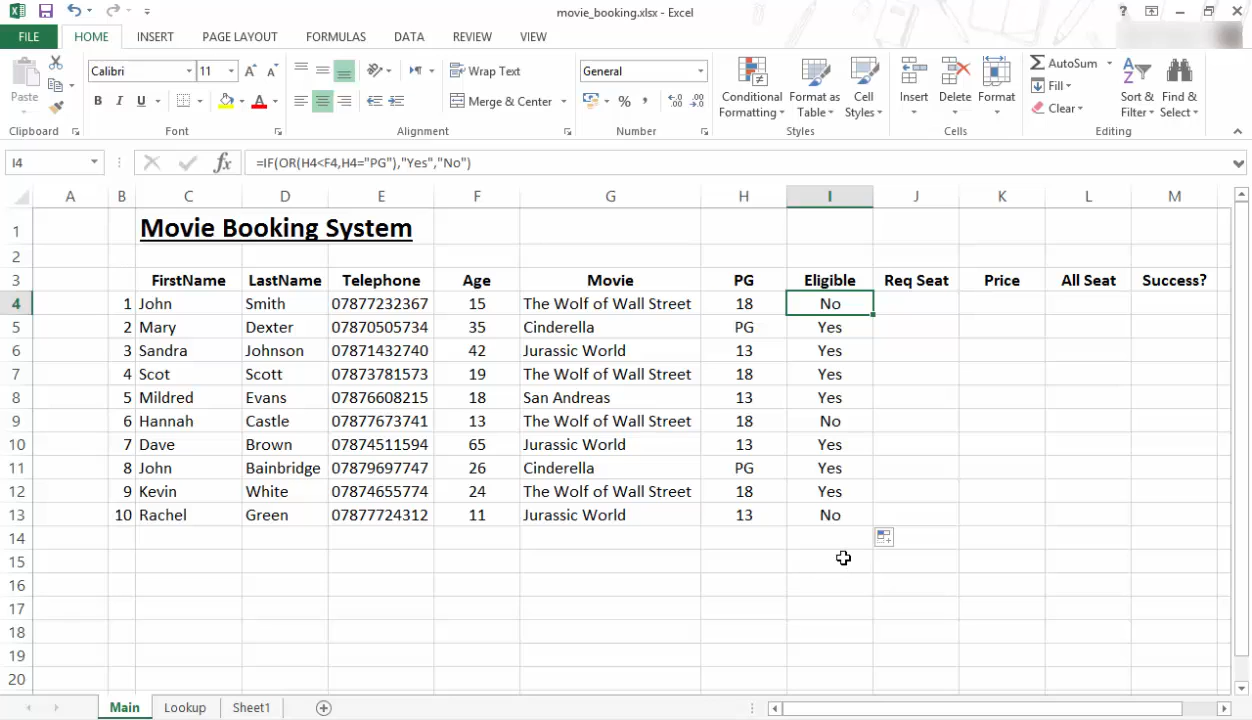 movie_booking.xlsx - Excel
FILE HOME INSERT PAGE LAYOUT FORMULAS DATA REVIEW VIEW
Paste
Calibri 11
B I U A
Wrap Text
Merge & Center
General
%
Conditional Formatting
Format as Table
Cell Styles
Insert Delete Format
AutoSum
Fill
Clear
Sort & Filter
Find & Select
Clipboard Font Alignment Number Styles Cells Editing
I4 fx =IF(OR(H4<F4,H4="PG"),"Yes","No")
A B C D E F G H I J K L M
1 Movie Booking System
2
3 FirstName LastName Telephone Age Movie PG Eligible Req Seat Price All Seat Success?
4 1 John Smith 07877232367 15 The Wolf of Wall Street 18 No
5 2 Mary Dexter 07870505734 35 Cinderella PG Yes
6 3 Sandra Johnson 07871432740 42 Jurassic World 13 Yes
7 4 Scot Scott 07873781573 19 The Wolf of Wall Street 18 Yes
8 5 Mildred Evans 07876608215 18 San Andreas 13 Yes
9 6 Hannah Castle 07877673741 13 The Wolf of Wall Street 18 No
10 7 Dave Brown 07874511594 65 Jurassic World 13 Yes
11 8 John Bainbridge 07879697747 26 Cinderella PG Yes
12 9 Kevin White 07874655774 24 The Wolf of Wall Street 18 Yes
13 10 Rachel Green 07877724312 11 Jurassic World 13 No
14
15
16
17
18
19
20
Main Lookup Sheet1